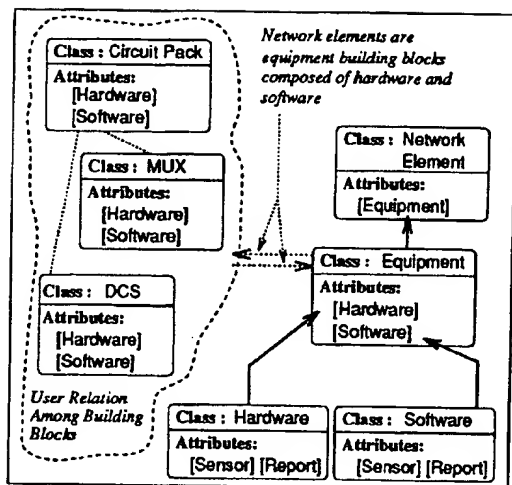 Class : Circuit Pack
Attributes:
[Hardware]
[Software]
Network elements are
equipment building blocks
composed of hardware and
software
Class : MUX
Attributes:
[Hardware]
[Software]
Class : Network
Element
Attributes:
[Equipment]
Class : DCS
Attributes:
[Hardware]
[Software]
Class : Equipment
Attributes:
[Hardware]
[Software]
User Relation
Among Building
Blocks
Class : Hardware
Attributes:
[Sensor] [Report]
Class : Software
Attributes:
[Sensor] [Report]